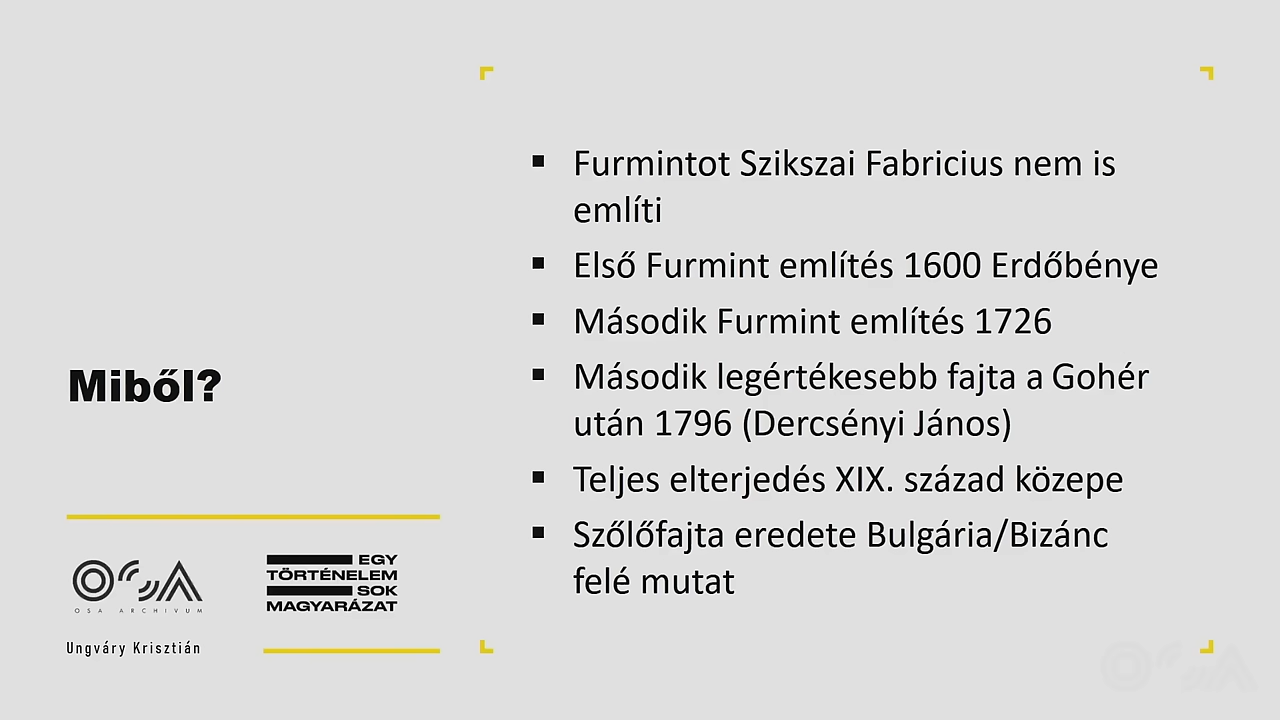 Miből?
OSA ARCHIVUM
EGY
TÖRTÉNELEM
SOK
MAGYARÁZAT
Ungváry Krisztián
Furmintot Szikszai Fabricius nem is
említi
Első Furmint említés 1600 Erdőbénye
Második Furmint említés 1726
Második legértékesebb fajta a Gohér
után 1796 (Dercsényi János)
Teljes elterjedés XIX. század közepe
Szőlőfajta eredete Bulgária/Bizánc
felé mutat